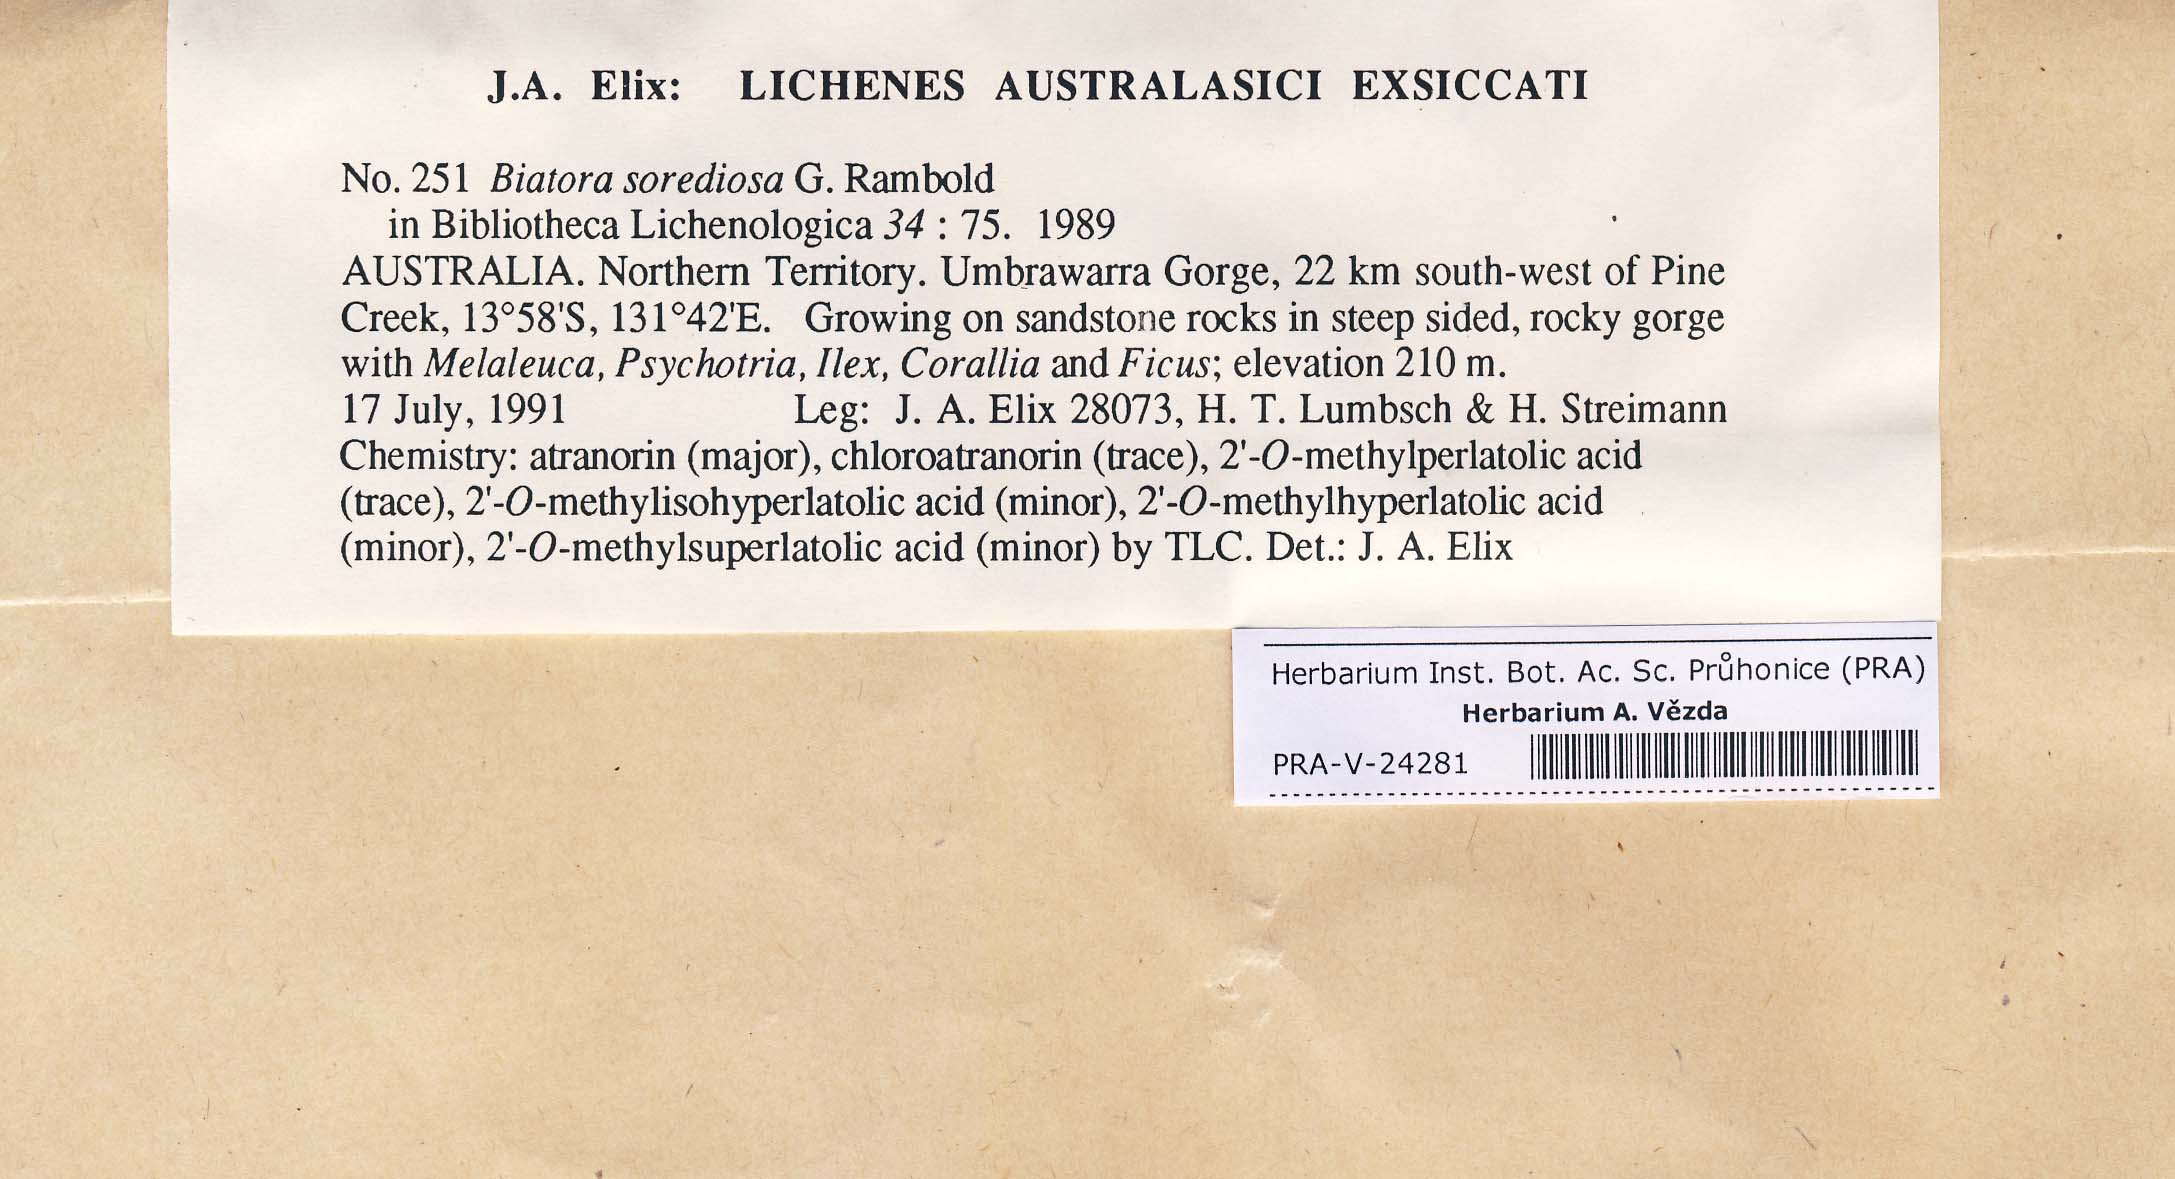 J.A. Elix: LICHENES AUSTRALASICI EXSICCATI
No. 251 Biatora sorediosa G. Rambold
in Bibliotheca Lichenologica 34 : 75. 1989
AUSTRALIA. Northern Territory. Umbrawarra Gorge, 22 km south-west of Pine
Creek, 13°58'S, 131°42'E. Growing on sandstone rocks in steep sided, rocky gorge
with Melaleuca, Psychotria, Ilex, Corallia and Ficus; elevation 210 m.
17 July, 1991 Leg: J. A. Elix 28073, H. T. Lumbsch & H. Streimann
Chemistry: atranorin (major), chloroatranorin (trace), 2'-O-methylperlatolic acid
(trace), 2'-O-methylisohyperlatolic acid (minor), 2'-O-methylhyperlatolic acid
(minor), 2'-O-methylsuperlatolic acid (minor) by TLC. Det.: J. A. Elix
Herbarium Inst. Bot. Ac. Sc. Průhonice (PRA)
Herbarium A. Vězda
PRA-V-24281